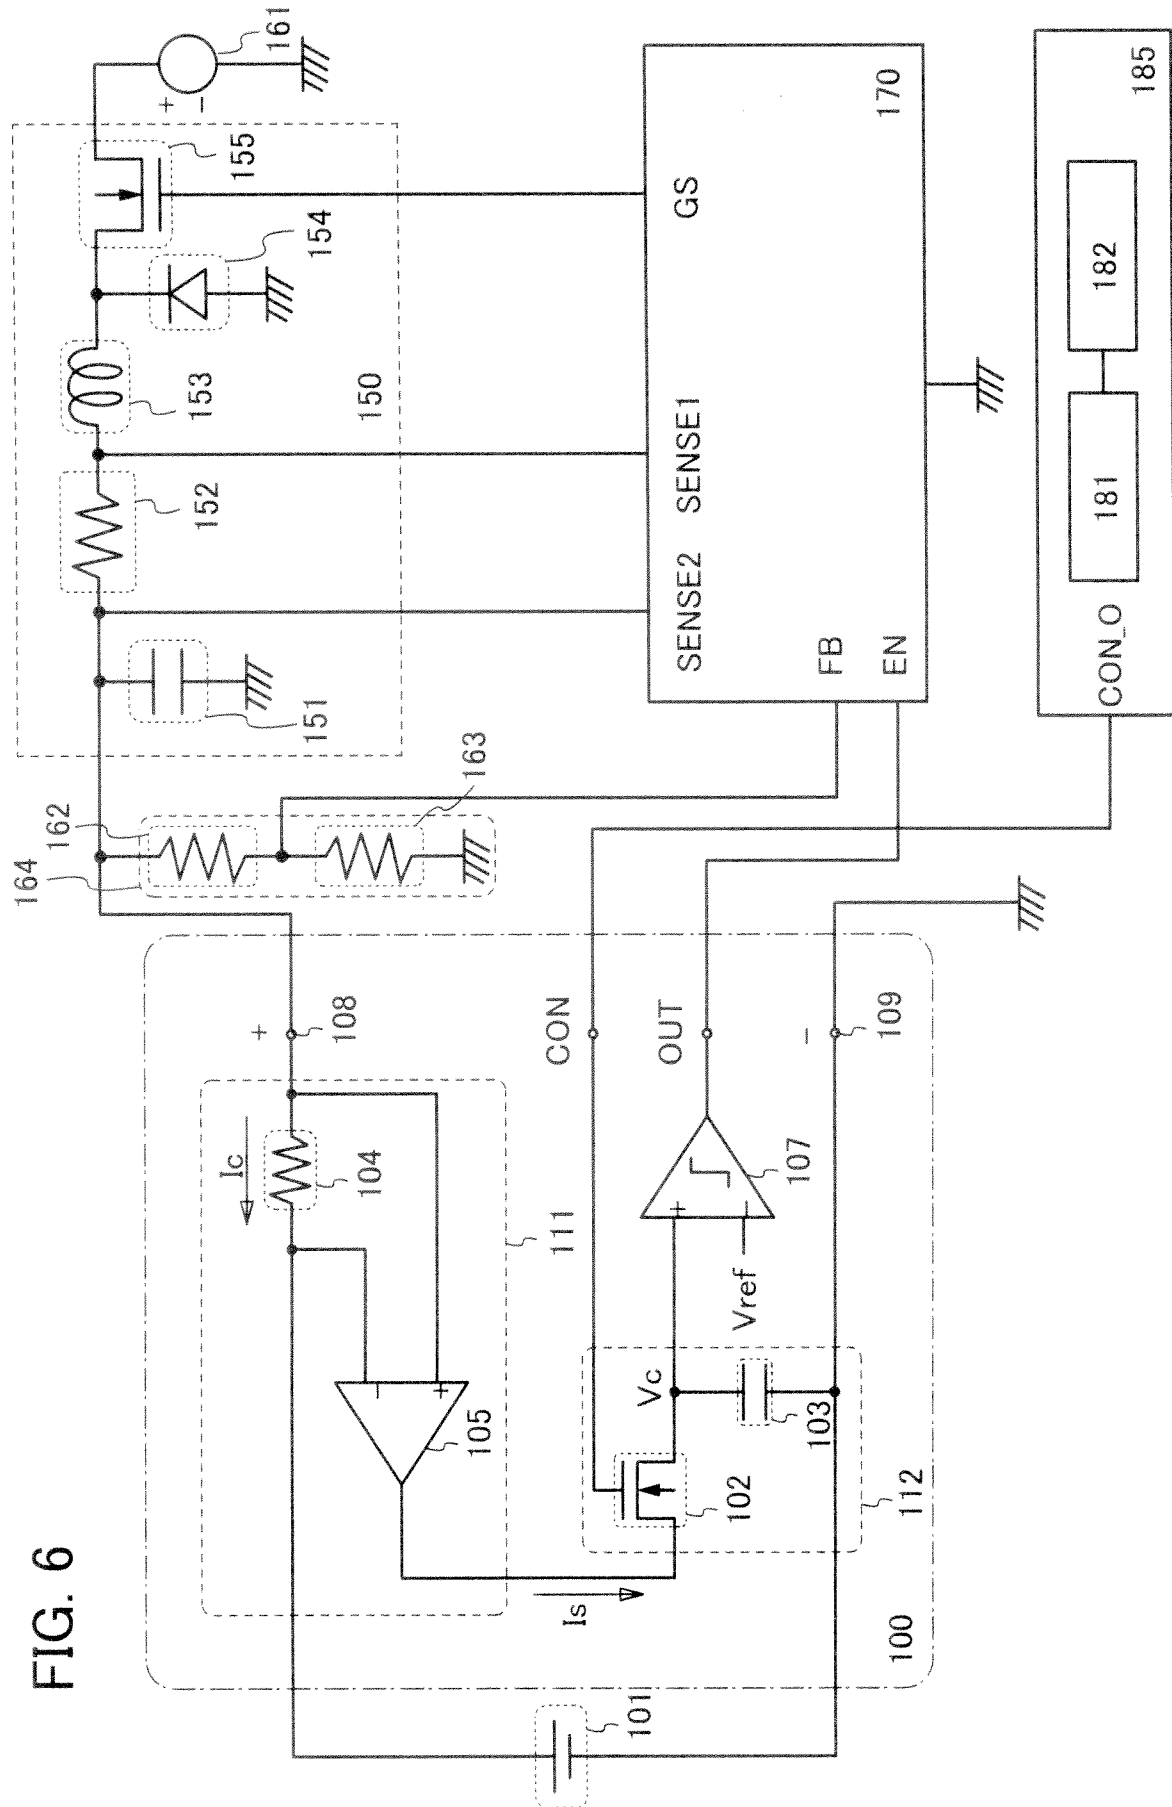 FIG. 6
161
+
−
155
154
153
150
152
151
162
164
163
GS
170
SENSE1
SENSE2
FB
EN
185
182
181
CON_O
+
108
Ic
104
111
−
+
105
Is
CON
OUT
−
109
+
−
107
Vref
Vc
103
102
112
100
101